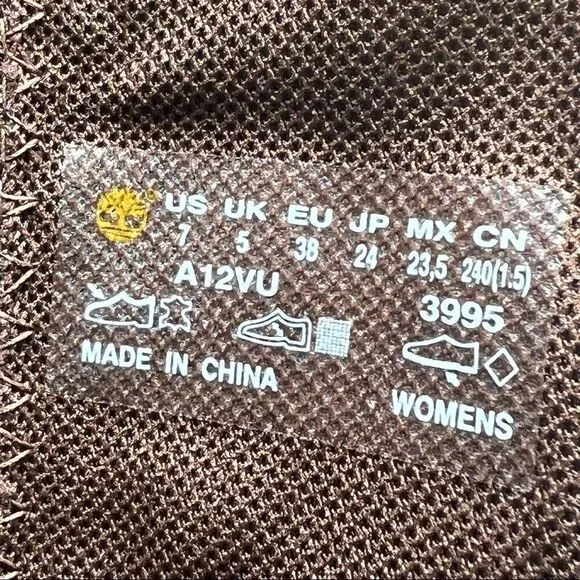 US UK EU JP MX CN
7 5 38 24 23,5 240(1.5)
A12VU 3995
MADE IN CHINA
WOMENS